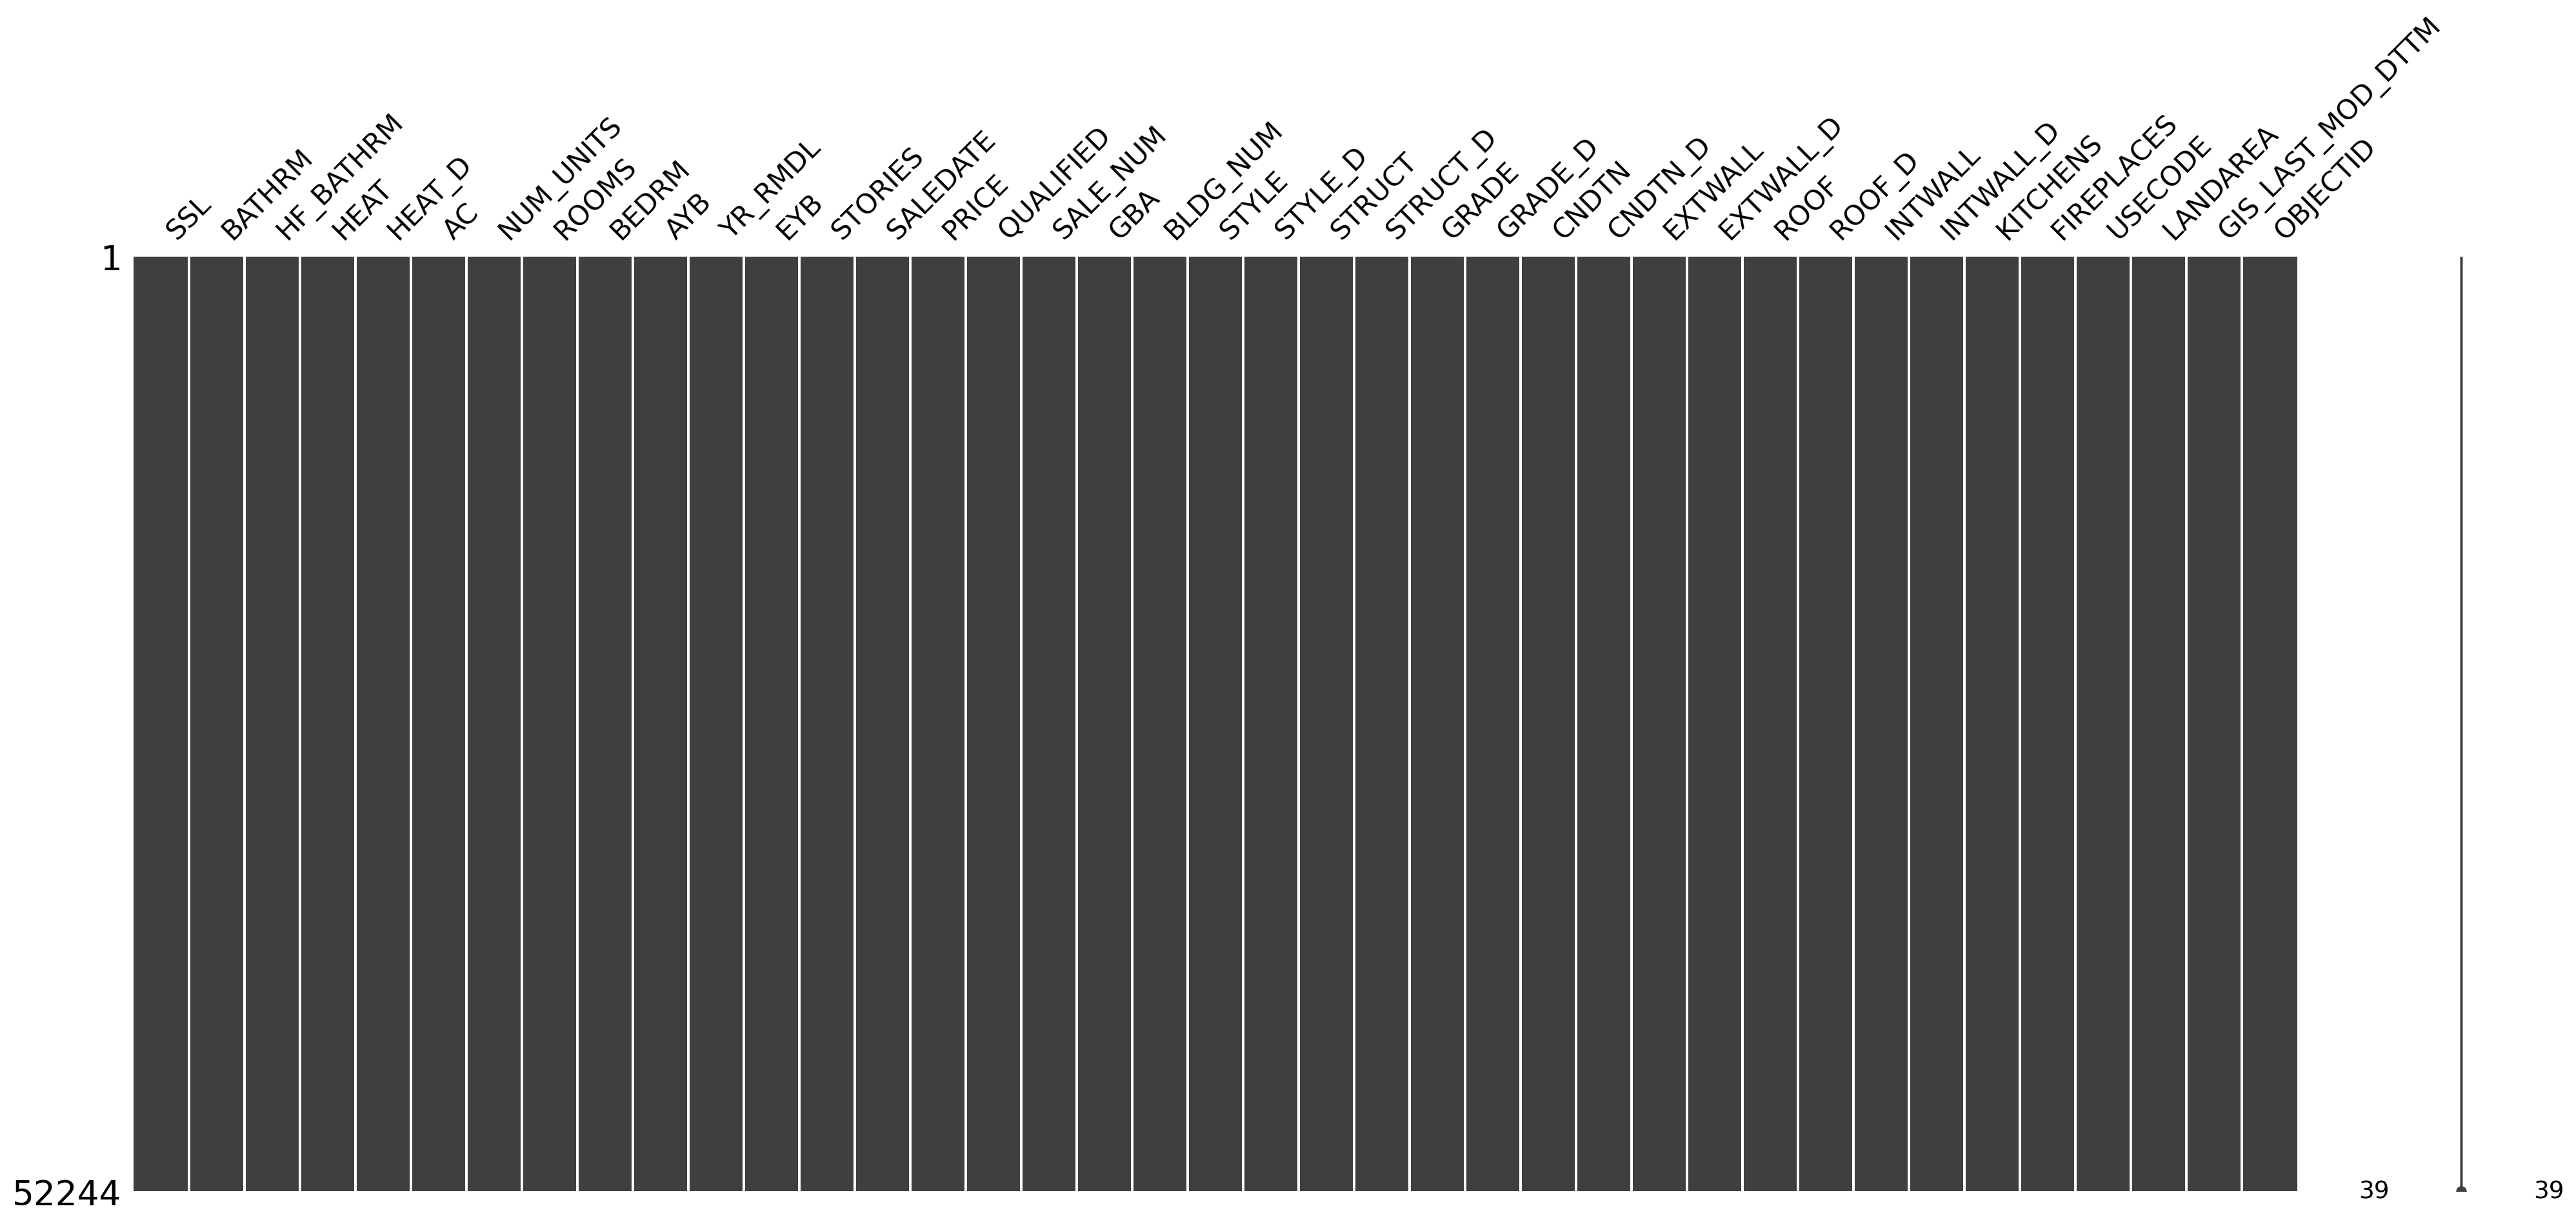 SSL
BATHRM
HF_BATHRM
HEAT
HEAT_D
AC
NUM_UNITS
ROOMS
BEDRM
AYB
YR_RMDL
EYB
STORIES
SALEDATE
PRICE
QUALIFIED
SALE_NUM
GBA
BLDG_NUM
STYLE
STYLE_D
STRUCT
STRUCT_D
GRADE
GRADE_D
CNDTN
CNDTN_D
EXTWALL
EXTWALL_D
ROOF
ROOF_D
INTWALL
INTWALL_D
KITCHENS
FIREPLACES
USECODE
LANDAREA
GIS_LAST_MOD_DTTM
OBJECTID
1
52244
39
39